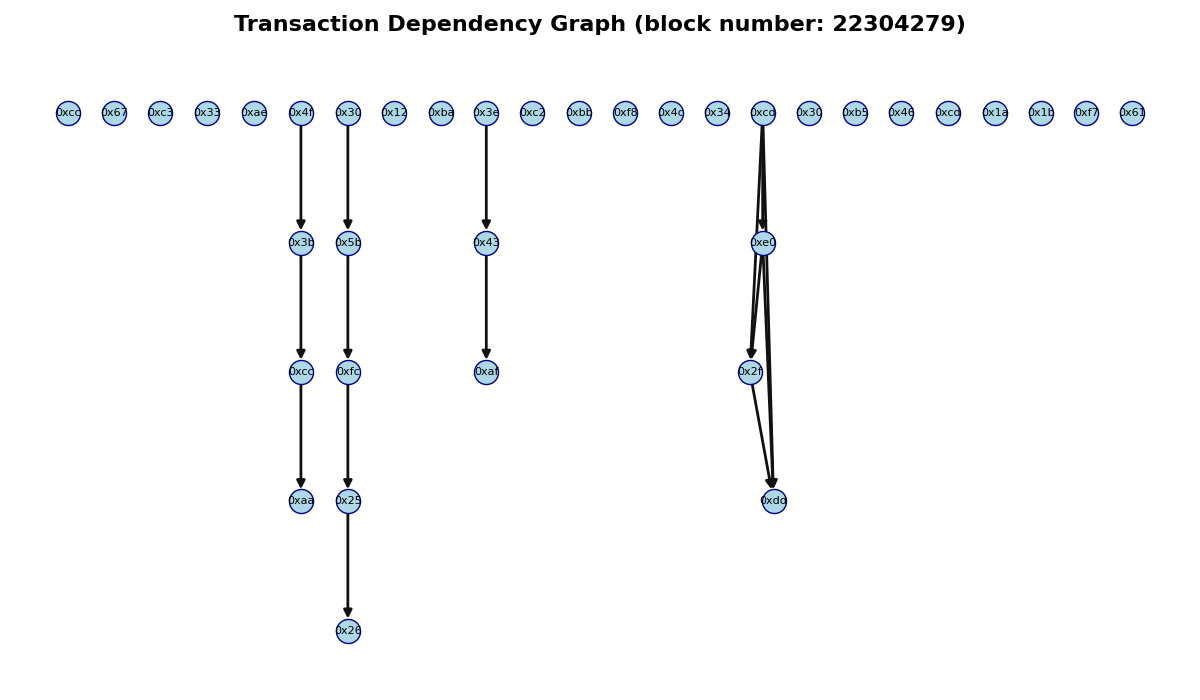 Transaction Dependency Graph (block number: 22304279)
0xcc 0x67 0xc3 0x33 0xae 0x4f 0x30 0x12 0xba 0x3e 0xc2 0xbb 0xf8 0x4c 0x34 0xcd 0x30 0xb5 0x46 0xcd 0x1a 0x1b 0xf7 0x61
0x3b 0x5b 0x43 0xe0
0xcc 0xfc 0xaf 0x2f
0xaa 0x25 0xdd
0x26